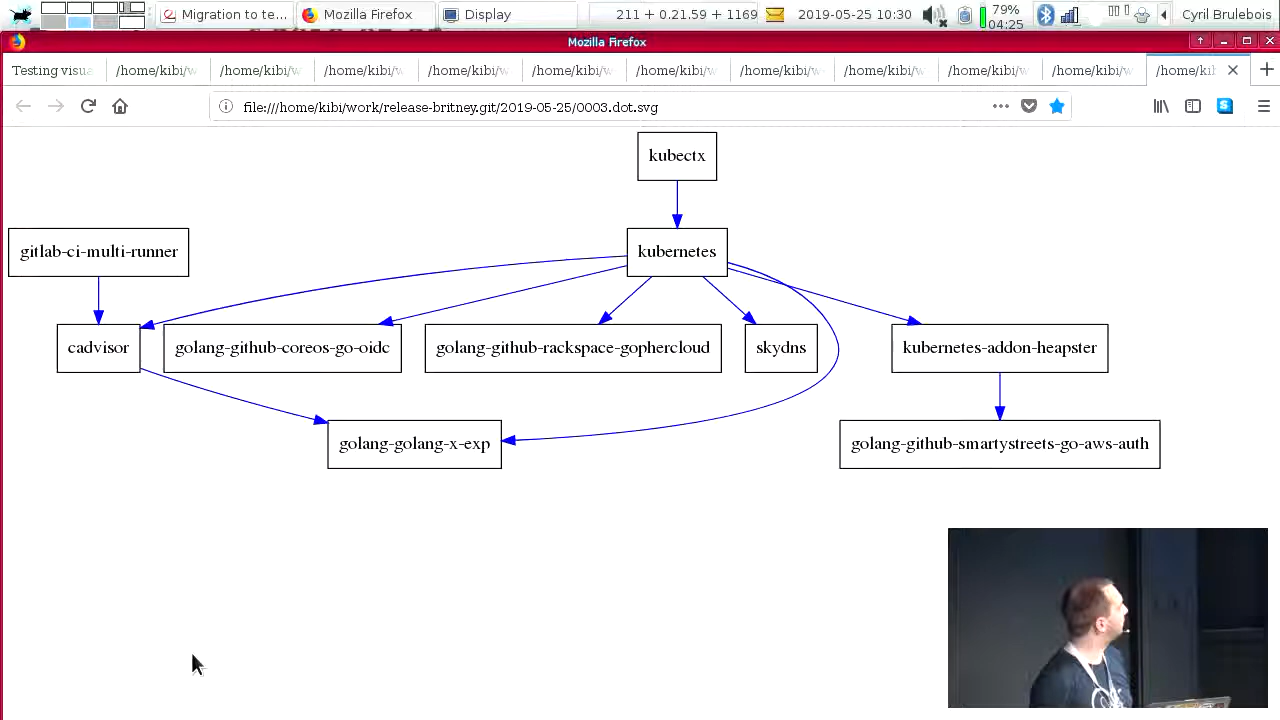 Migration to te...
Mozilla Firefox
Display
211 + 0.21.59 + 1169
2019-05-25 10:30
79%
04:25
Cyril Brulebois
Mozilla Firefox
Testing visua
/home/kibi/w
/home/kibi/w
/home/kibi/w
/home/kibi/w
/home/kibi/w
/home/kibi/w
/home/kibi/w
/home/kibi/w
/home/kibi/w
/home/kibi/w
/home/kib
file:///home/kibi/work/release-britney.git/2019-05-25/0003.dot.svg
kubectx
gitlab-ci-multi-runner
kubernetes
cadvisor
golang-github-coreos-go-oidc
golang-github-rackspace-gophercloud
skydns
kubernetes-addon-heapster
golang-golang-x-exp
golang-github-smartystreets-go-aws-auth